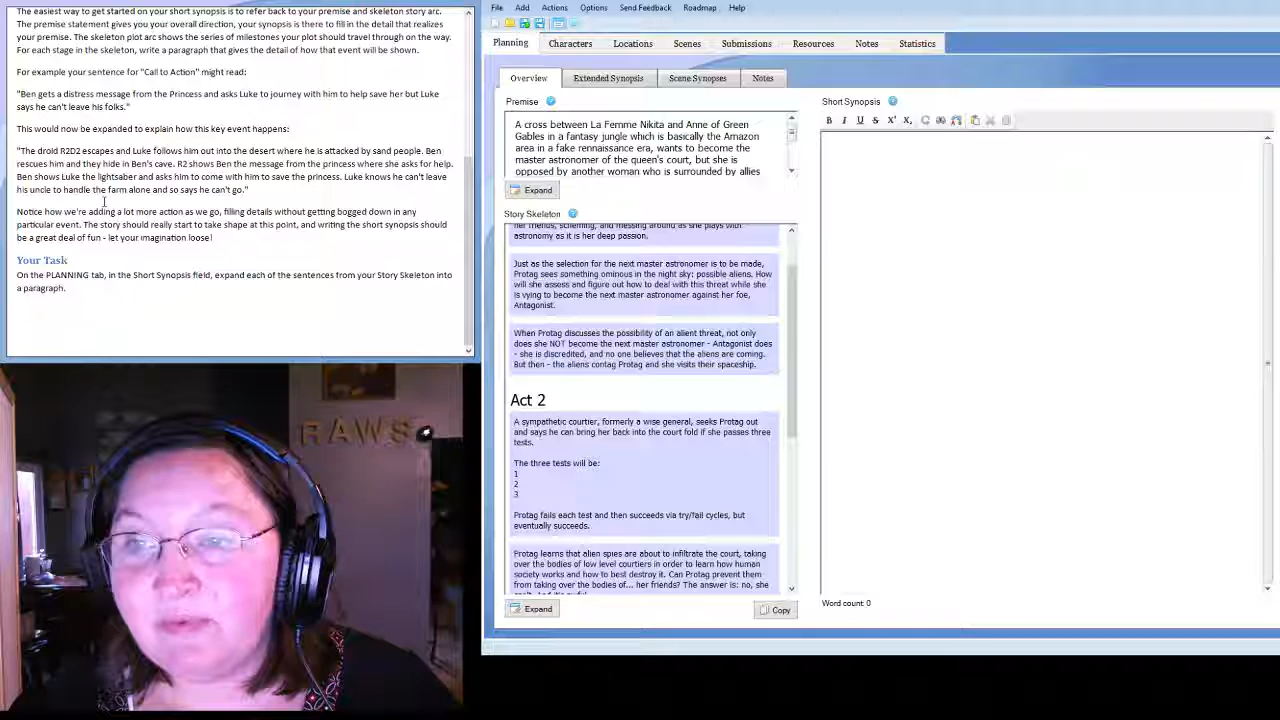 The easiest way to get started on your short synopsis is to refer back to your premise and skeleton story arc.
The premise statement gives you your overall direction, your synopsis is there to fill in the detail that realizes
your premise. The skeleton plot arc shows the series of milestones your plot should travel through on the way.
For each stage in the skeleton, write a paragraph that gives the detail of how that event will be shown.
For example your sentence for "Call to Action" might read:
"Ben gets a distress message from the Princess and asks Luke to journey with him to help save her but Luke
says he can't leave his folks."
This would now be expanded to explain how this key event happens:
"The droid R2D2 escapes and Luke follows him out into the desert where he is attacked by sand people. Ben
rescues him and they hide in Ben's cave. R2 shows Ben the message from the princess where she asks for help.
Ben shows Luke the lightsaber and asks him to come with him to save the princess. Luke knows he can't leave
his uncle to handle the farm alone and so says he can't go."
Notice how we're adding a lot more action as we go, filling details without getting bogged down in any
particular event. The story should really start to take shape at this point, and writing the short synopsis should
be a great deal of fun - let your imagination loose!
Your Task
On the PLANNING tab, in the Short Synopsis field, expand each of the sentences from your Story Skeleton into
a paragraph.
RAWS
File Add Actions Options Send Feedback Roadmap Help
Planning Characters Locations Scenes Submissions Resources Notes Statistics
Overview Extended Synopsis Scene Synopses Notes
Premise
A cross between La Femme Nikita and Anne of Green
Gables in a fantasy jungle which is basically the Amazon
area in a fake rennaissance era, wants to become the
master astronomer of the queen's court, but she is
opposed by another woman who is surrounded by allies
Expand
Story Skeleton
her friends, scheming, and messing around as she plays with
astronomy as it is her deep passion.
Just as the selection for the next master astronomer is to be made,
Protag sees something ominous in the night sky: possible aliens. How
will she assess and figure out how to deal with this threat while she
is vying to become the next master astronomer against her foe,
Antagonist.
When Protag discusses the possibility of an alient threat, not only
does she NOT become the next master astronomer - Antagonist does
- she is discredited, and no one believes that the aliens are coming.
But then - the aliens contag Protag and she visits their spaceship.
Act 2
A sympathetic courtier, formerly a wise general, seeks Protag out
and says he can bring her back into the court fold if she passes three
tests.
The three tests will be:
1
2
3
Protag fails each test and then succeeds via try/fail cycles, but
eventually succeeds.
Protag learns that alien spies are about to infiltrate the court, taking
over the bodies of low level courtiers in order to learn how human
society works and how to best destroy it. Can Protag prevent them
from taking over the bodies of... her friends? The answer is: no, she
Expand
Copy
Short Synopsis
B I U S X² X₂
Word count: 0